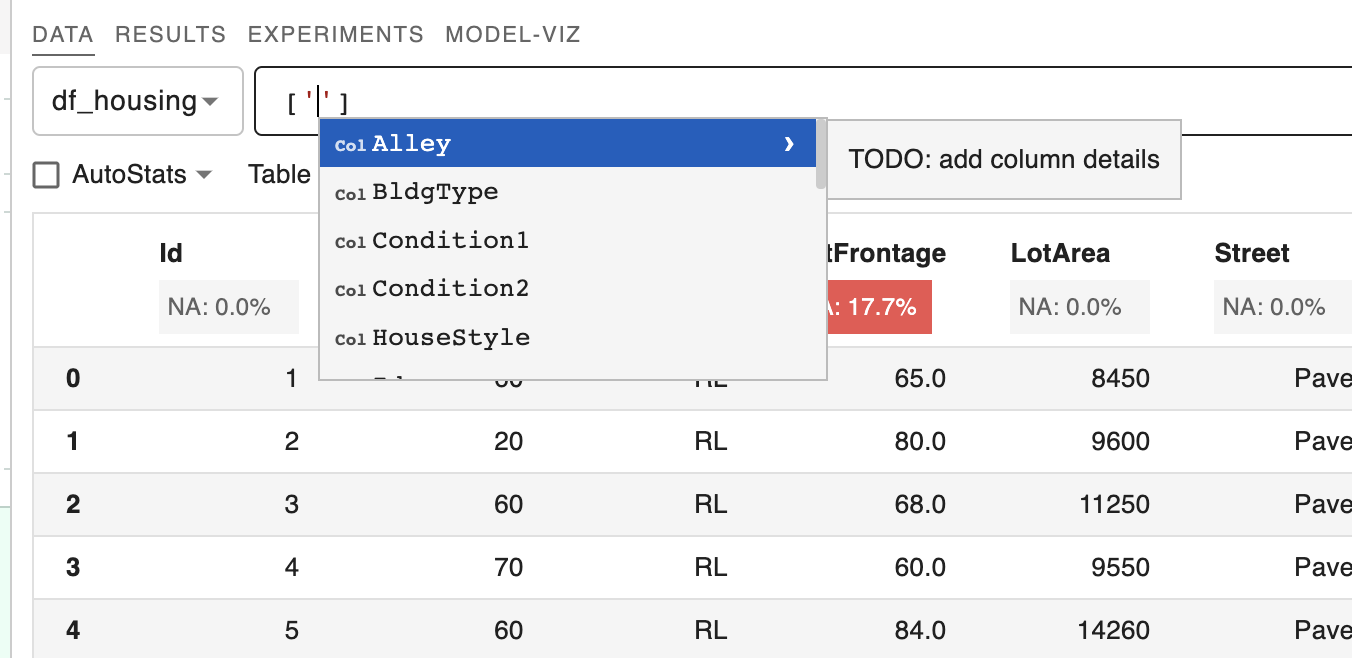 DATA RESULTS EXPERIMENTS MODEL-VIZ
df_housing
['']
AutoStats
Table
Col Alley
TODO: add column details
Col BldgType
Col Condition1
Col Condition2
Col HouseStyle
Id tFrontage LotArea Street
NA: 0.0% 17.7% NA: 0.0% NA: 0.0%
0 1 65.0 8450 Pave
1 2 20 RL 80.0 9600 Pave
2 3 60 RL 68.0 11250 Pave
3 4 70 RL 60.0 9550 Pave
4 5 60 RL 84.0 14260 Pave